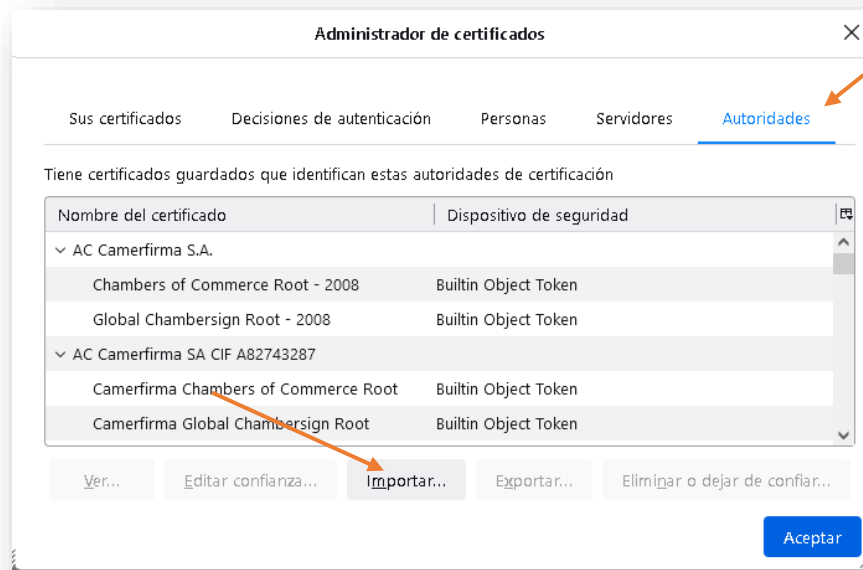 Administrador de certificados
Sus certificados Decisiones de autenticación Personas Servidores Autoridades
Tiene certificados guardados que identifican estas autoridades de certificación
Nombre del certificado Dispositivo de seguridad
AC Camerfirma S.A.
Chambers of Commerce Root - 2008 Builtin Object Token
Global Chambersign Root - 2008 Builtin Object Token
AC Camerfirma SA CIF A82743287
Camerfirma Chambers of Commerce Root Builtin Object Token
Camerfirma Global Chambersign Root Builtin Object Token
Ver... Editar confianza... Importar... Exportar... Eliminar o dejar de confiar...
Aceptar